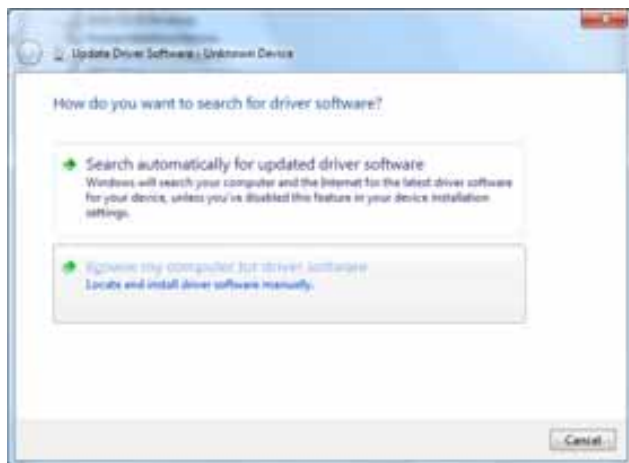 Update Driver Software - Unknown Device
How do you want to search for driver software?
Search automatically for updated driver software
Windows will search your computer and the Internet for the latest driver software
for your device, unless you've disabled this feature in your device installation
settings.
Browse my computer for driver software
Locate and install driver software manually.
Cancel